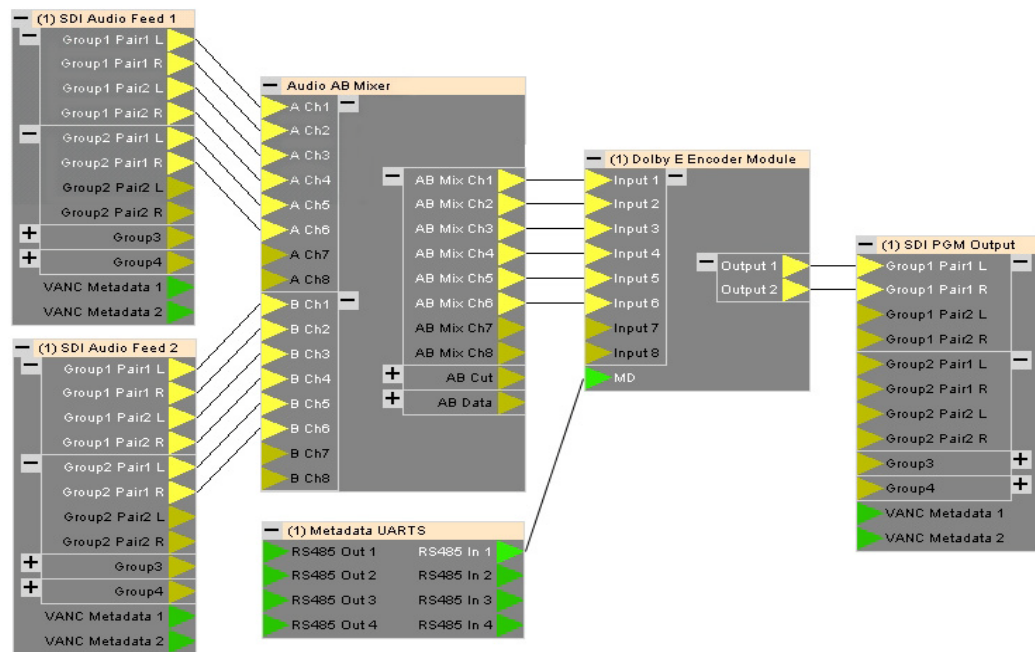 (1) SDI Audio Feed 1
Group1 Pair1 L
Group1 Pair1 R
Group1 Pair2 L
Group1 Pair2 R
Group2 Pair1 L
Group2 Pair1 R
Group2 Pair2 L
Group2 Pair2 R
Group3
Group4
VANC Metadata 1
VANC Metadata 2
(1) SDI Audio Feed 2
Group1 Pair1 L
Group1 Pair1 R
Group1 Pair2 L
Group1 Pair2 R
Group2 Pair1 L
Group2 Pair1 R
Group2 Pair2 L
Group2 Pair2 R
Group3
Group4
VANC Metadata 1
VANC Metadata 2
Audio AB Mixer
A Ch1
A Ch2
A Ch3
A Ch4
A Ch5
A Ch6
A Ch7
A Ch8
B Ch1
B Ch2
B Ch3
B Ch4
B Ch5
B Ch6
B Ch7
B Ch8
AB Mix Ch1
AB Mix Ch2
AB Mix Ch3
AB Mix Ch4
AB Mix Ch5
AB Mix Ch6
AB Mix Ch7
AB Mix Ch8
AB Cut
AB Data
(1) Metadata UARTS
RS485 Out 1 RS485 In 1
RS485 Out 2 RS485 In 2
RS485 Out 3 RS485 In 3
RS485 Out 4 RS485 In 4
(1) Dolby E Encoder Module
Input 1
Input 2
Input 3
Input 4
Input 5
Input 6
Input 7
Input 8
MD
Output 1
Output 2
(1) SDI PGM Output
Group1 Pair1 L
Group1 Pair1 R
Group1 Pair2 L
Group1 Pair2 R
Group2 Pair1 L
Group2 Pair1 R
Group2 Pair2 L
Group2 Pair2 R
Group3
Group4
VANC Metadata 1
VANC Metadata 2